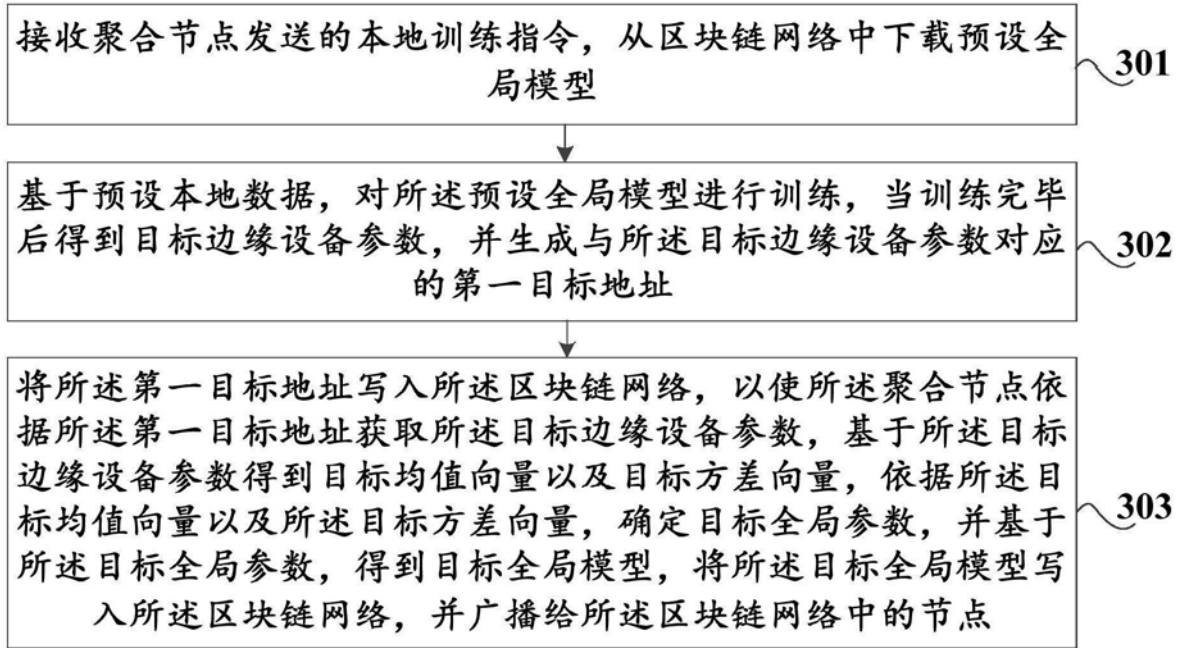 接收聚合节点发送的本地训练指令，从区块链网络中下载预设全
局模型
301
基于预设本地数据，对所述预设全局模型进行训练，当训练完毕
后得到目标边缘设备参数，并生成与所述目标边缘设备参数对应
的第一目标地址
302
将所述第一目标地址写入所述区块链网络，以使所述聚合节点依
据所述第一目标地址获取所述目标边缘设备参数，基于所述目标
边缘设备参数得到目标均值向量以及目标方差向量，依据所述目
标均值向量以及所述目标方差向量，确定目标全局参数，并基于
所述目标全局参数，得到目标全局模型，将所述目标全局模型写
入所述区块链网络，并广播给所述区块链网络中的节点
303